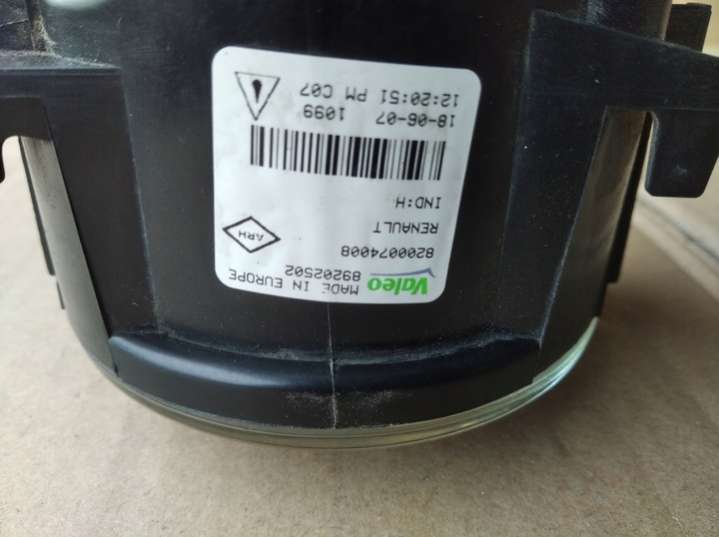 Valeo MADE IN EUROPE
89202502
8200074008
RENAULT
ARH
IND:H
18-06-07 1099
12:20:51 PM C07